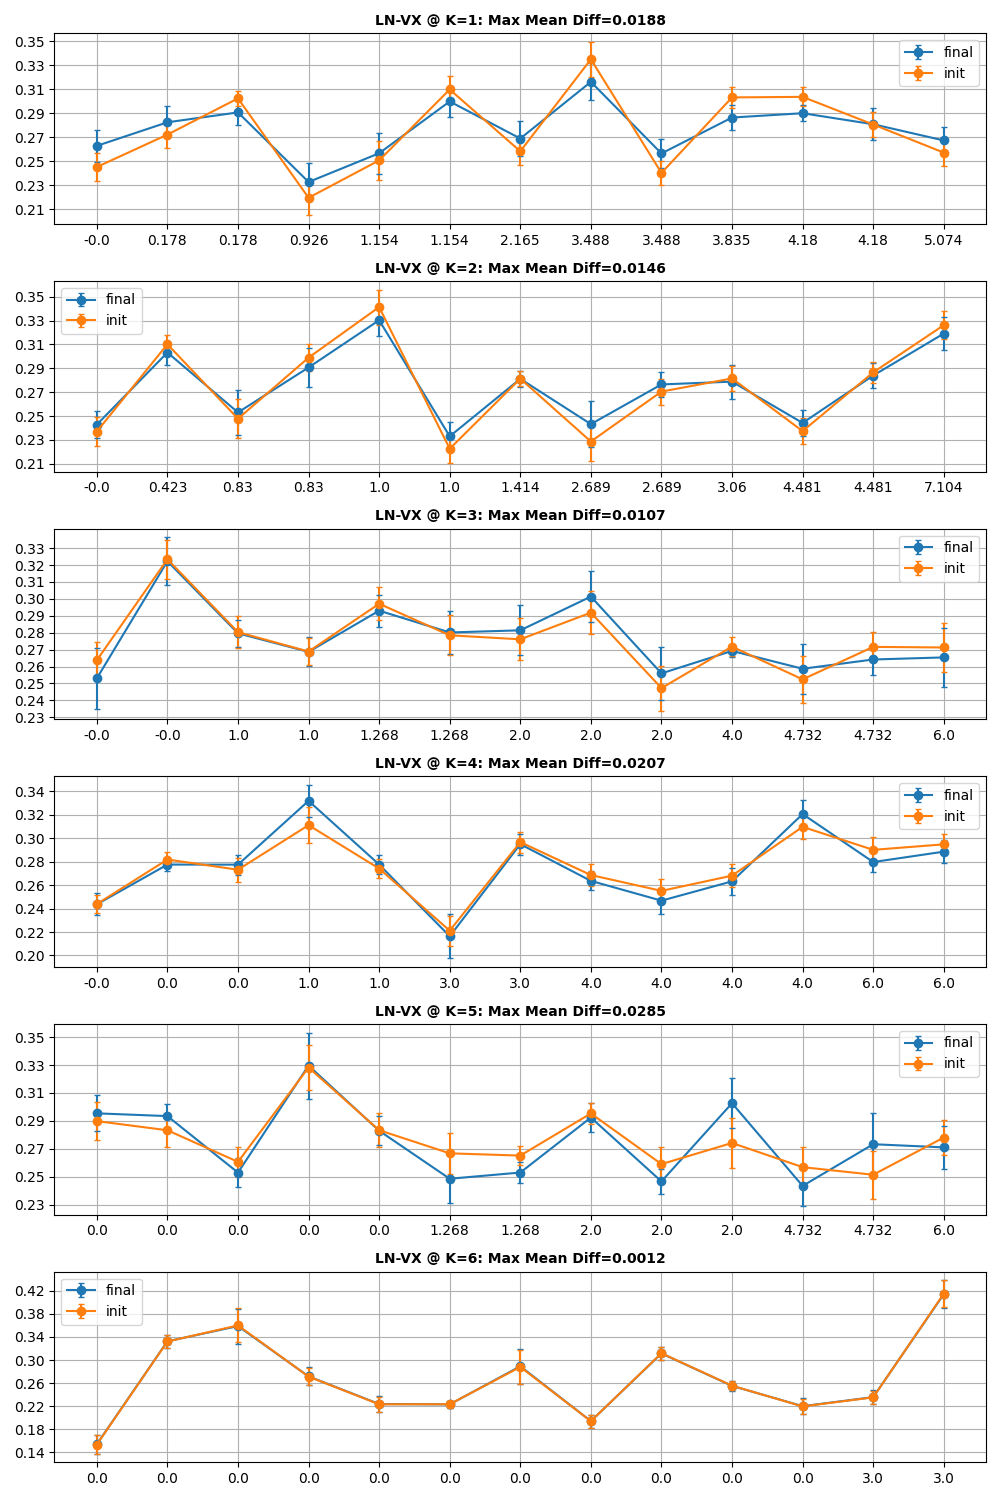 LN-VX @ K=1: Max Mean Diff=0.0188
0.35
0.33
0.31
0.29
0.27
0.25
0.23
0.21
final
init
-0.0 0.178 0.178 0.926 1.154 1.154 2.165 3.488 3.488 3.835 4.18 4.18 5.074
LN-VX @ K=2: Max Mean Diff=0.0146
0.35
0.33
0.31
0.29
0.27
0.25
0.23
0.21
final
init
-0.0 0.423 0.83 0.83 1.0 1.0 1.414 2.689 2.689 3.06 4.481 4.481 7.104
LN-VX @ K=3: Max Mean Diff=0.0107
0.33
0.32
0.31
0.30
0.29
0.28
0.27
0.26
0.25
0.24
0.23
final
init
-0.0 -0.0 1.0 1.0 1.268 1.268 2.0 2.0 2.0 4.0 4.732 4.732 6.0
LN-VX @ K=4: Max Mean Diff=0.0207
0.34
0.30
0.28
0.26
0.24
0.22
0.20
final
init
-0.0 0.0 0.0 1.0 1.0 3.0 3.0 4.0 4.0 4.0 4.0 6.0 6.0
LN-VX @ K=5: Max Mean Diff=0.0285
0.35
0.33
0.31
0.29
0.27
0.25
0.23
final
init
0.0 0.0 0.0 0.0 0.0 1.268 1.268 2.0 2.0 2.0 4.732 4.732 6.0
LN-VX @ K=6: Max Mean Diff=0.0012
0.42
0.38
0.34
0.30
0.26
0.22
0.18
0.14
final
init
0.0 0.0 0.0 0.0 0.0 0.0 0.0 0.0 0.0 0.0 0.0 3.0 3.0